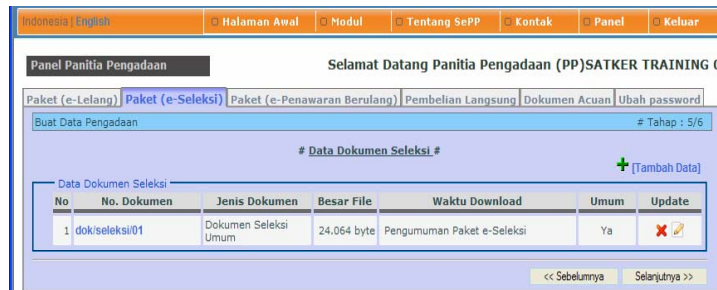 Indonesia | English Halaman Awal Modul Tentang SePP Kontak Panel Keluar
Panel Panitia Pengadaan Selamat Datang Panitia Pengadaan (PP)SATKER TRAINING
Paket (e-Lelang) Paket (e-Seleksi) Paket (e-Penawaran Berulang) Pembelian Langsung Dokumen Acuan Ubah password
Buat Data Pengadaan # Tahap : 5/6
# Data Dokumen Seleksi #
[Tambah Data]
Data Dokumen Seleksi
No No. Dokumen Jenis Dokumen Besar File Waktu Download Umum Update
1 dok/seleksi/01 Dokumen Seleksi Umum 24.064 byte Pengumuman Paket e-Seleksi Ya
<< Sebelumnya Selanjutnya >>